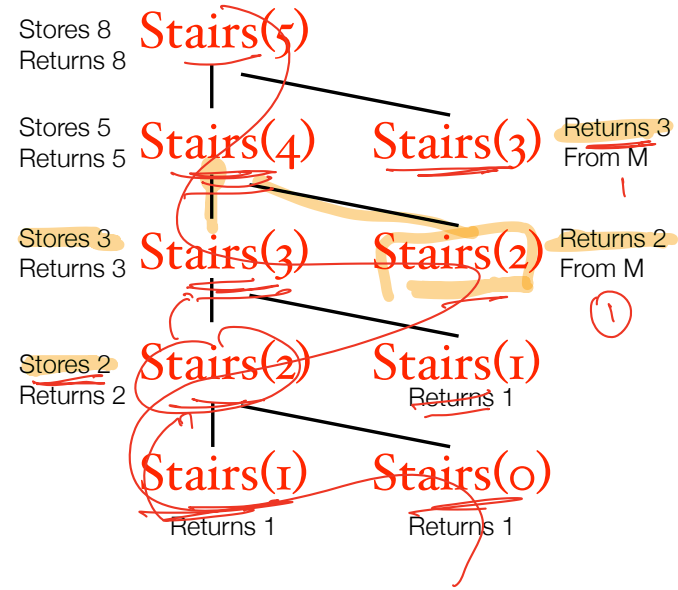 Stores 8
Returns 8
Stairs(5)
Stores 5
Returns 5
Stairs(4)
Stairs(3)
Returns 3
From M
1
Stores 3
Returns 3
Stairs(3)
Stairs(2)
Returns 2
From M
1
Stores 2
Returns 2
Stairs(2)
Stairs(1)
Returns 1
Stairs(1)
Returns 1
Stairs(0)
Returns 1